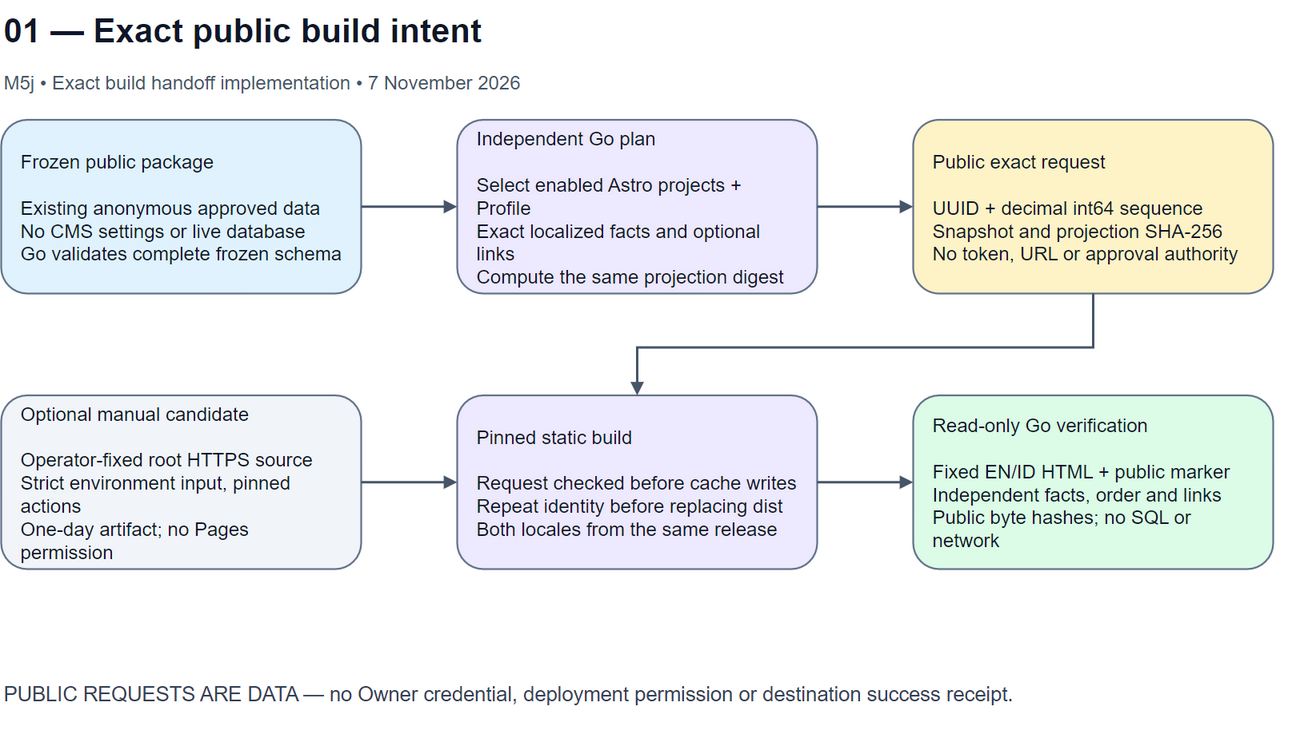 01 — Exact public build intent
M5j • Exact build handoff implementation • 7 November 2026
Frozen public package
Existing anonymous approved data
No CMS settings or live database
Go validates complete frozen schema
Independent Go plan
Select enabled Astro projects +
Profile
Exact localized facts and optional
links
Compute the same projection digest
Public exact request
UUID + decimal int64 sequence
Snapshot and projection SHA-256
No token, URL or approval authority
Optional manual candidate
Operator-fixed root HTTPS source
Strict environment input, pinned
actions
One-day artifact; no Pages
permission
Pinned static build
Request checked before cache writes
Repeat identity before replacing dist
Both locales from the same release
Read-only Go verification
Fixed EN/ID HTML + public marker
Independent facts, order and links
Public byte hashes; no SQL or
network
PUBLIC REQUESTS ARE DATA — no Owner credential, deployment permission or destination success receipt.